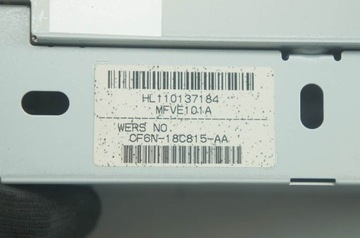 HL110137184
MFVE101A
WERS NO.
CF6N-18C815-AA